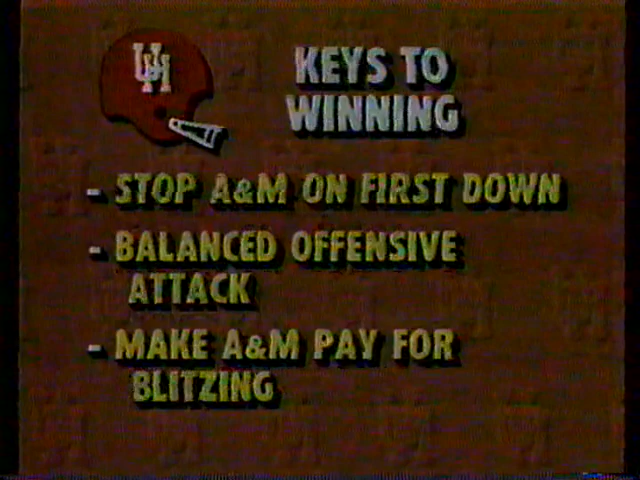 UH
KEYS TO
WINNING
- STOP A&M ON FIRST DOWN
- BALANCED OFFENSIVE
ATTACK
- MAKE A&M PAY FOR
BLITZING